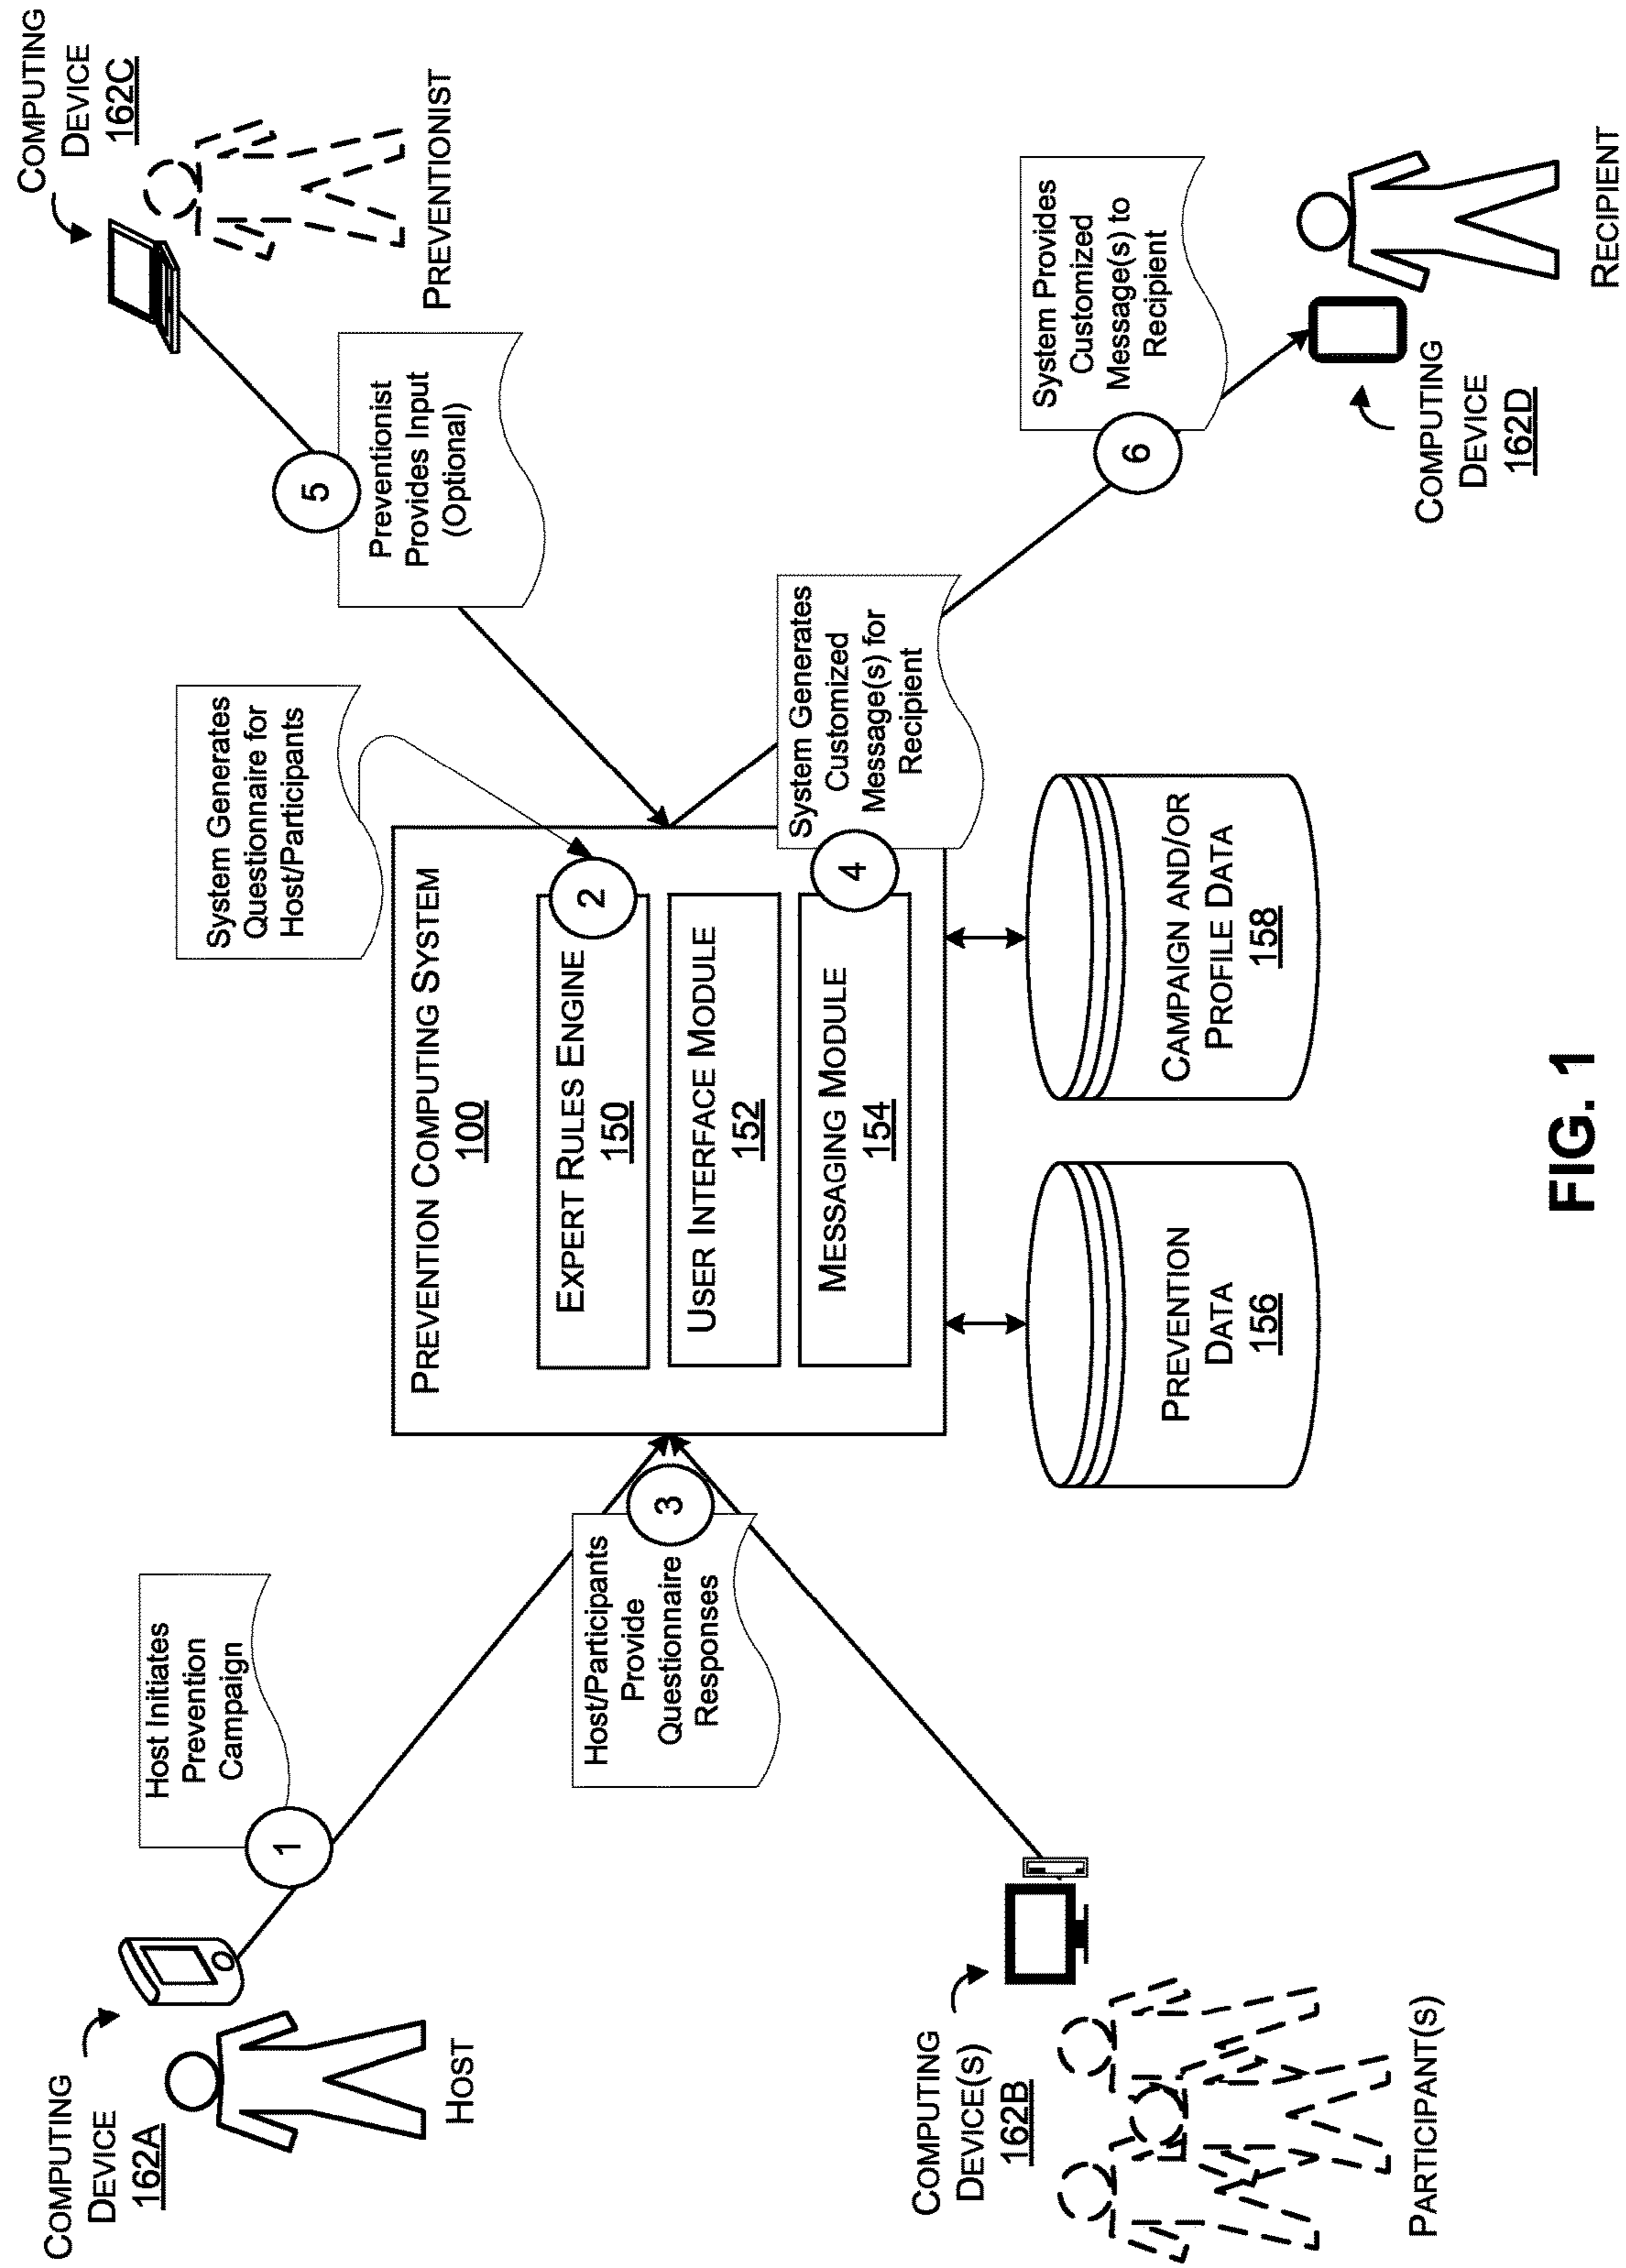 COMPUTING
DEVICE
162A
HOST
1
Host Initiates
Prevention
Campaign
COMPUTING
DEVICE(S)
162B
PARTICIPANT(S)
Host/Participants
Provide
Questionnaire
Responses
3
System Generates
Questionnaire for
Host/Participants
PREVENTION COMPUTING SYSTEM
100
EXPERT RULES ENGINE
150
2
USER INTERFACE MODULE
152
MESSAGING MODULE
154
4
System Generates
Customized
Message(s) for
Recipient
PREVENTION
DATA
156
CAMPAIGN AND/OR
PROFILE DATA
158
5
Preventionist
Provides Input
(Optional)
COMPUTING
DEVICE
162C
PREVENTIONIST
6
System Provides
Customized
Message(s) to
Recipient
COMPUTING
DEVICE
162D
RECIPIENT
FIG. 1